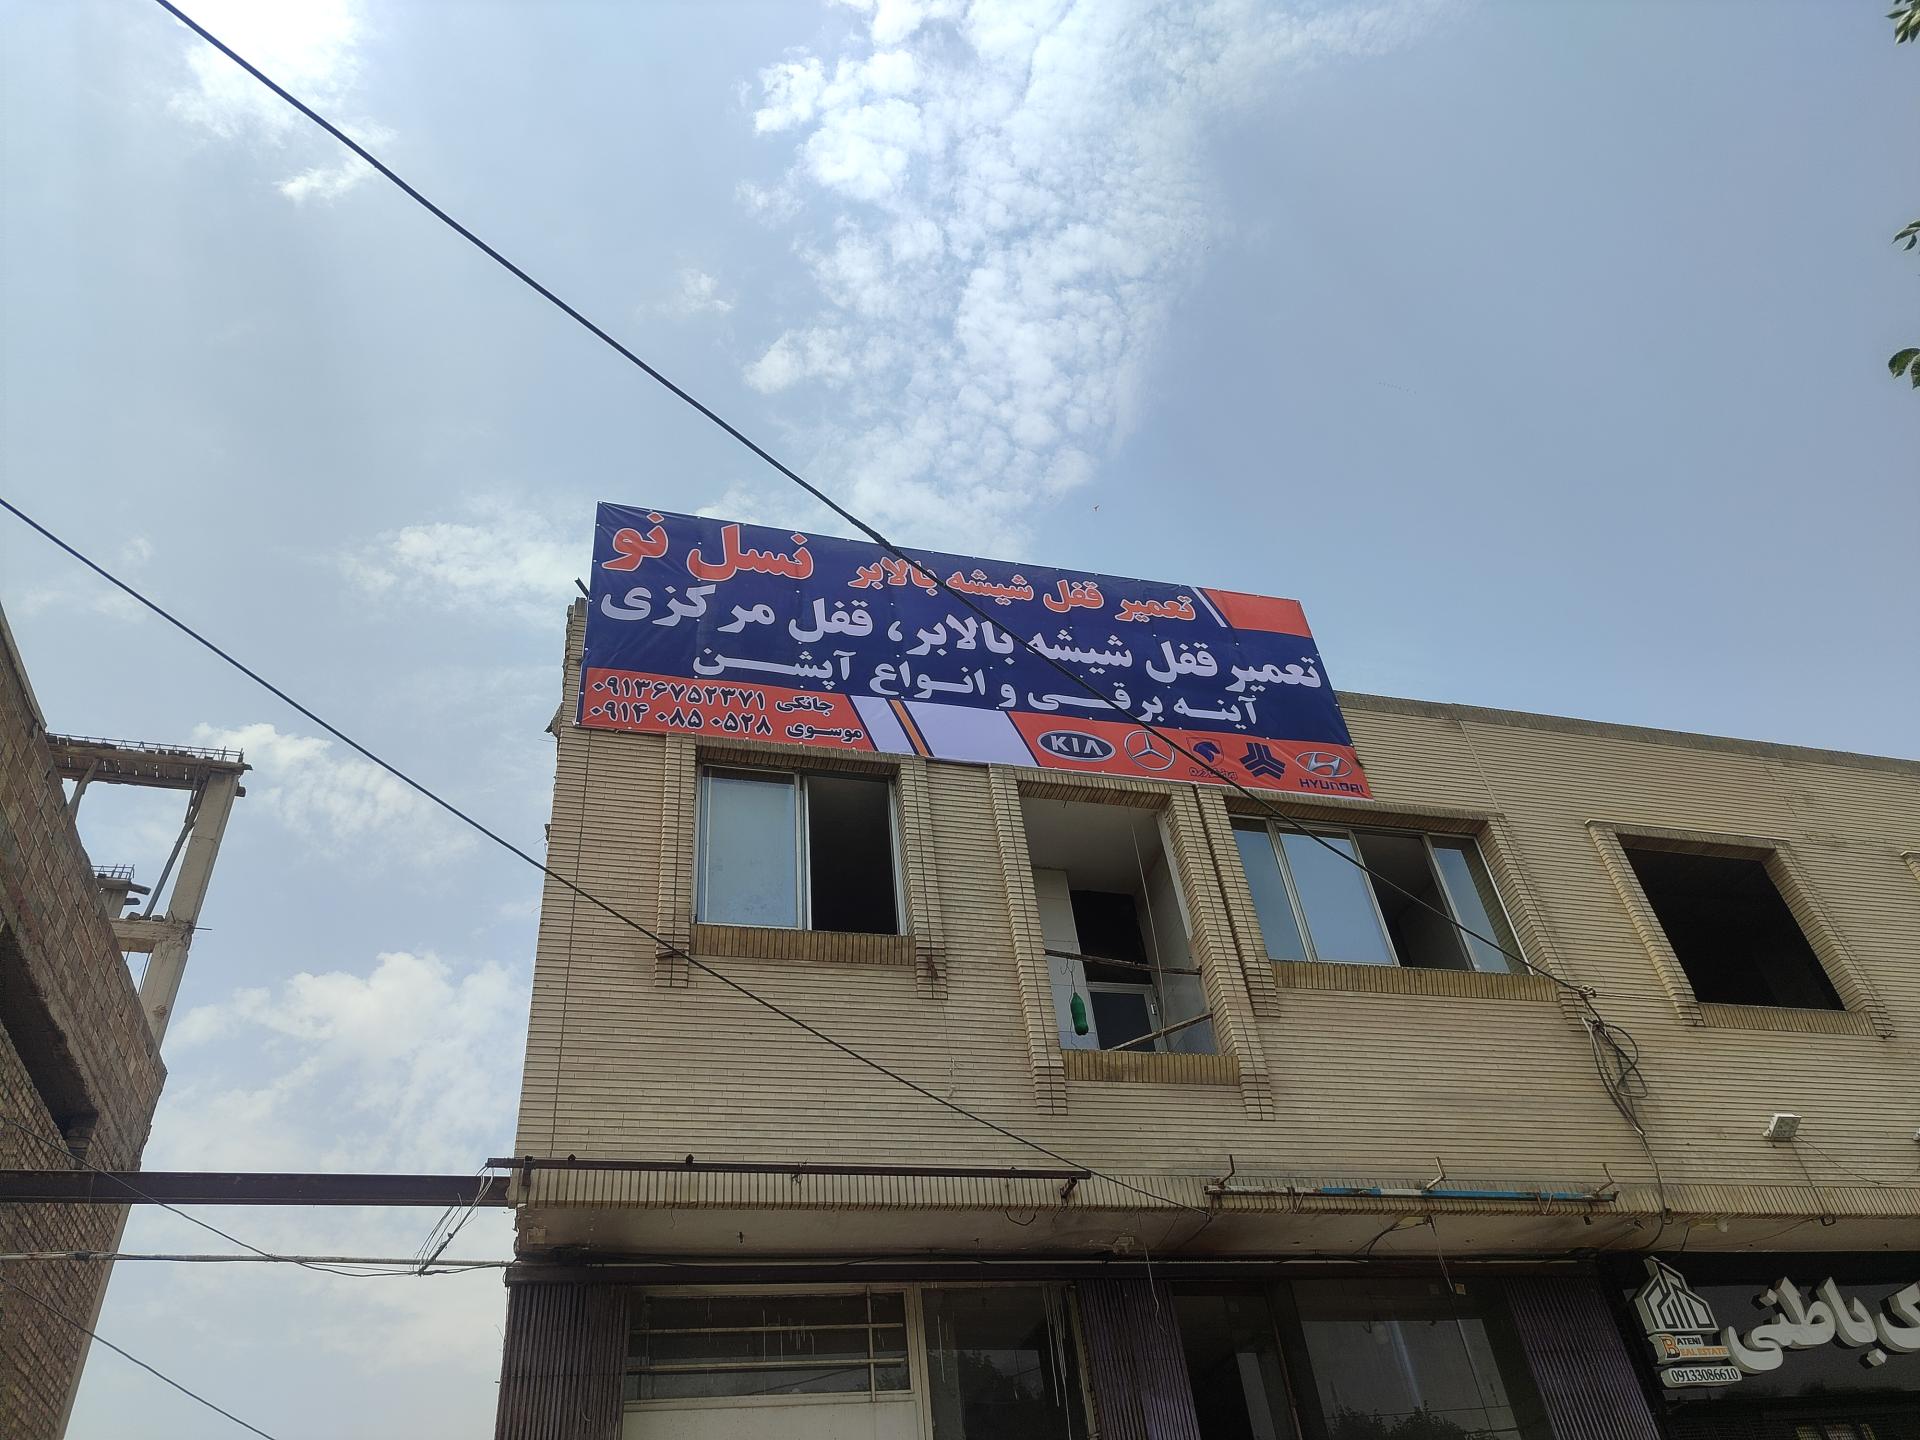 تعمیر قفل شیشه بالابر نسل نو
تعمیر قفل شیشه بالابر، قفل مرکزی
آینه برقی و انواع آپشن
جانگی ۰۹۱۳۶۷۵۲۳۷۱
موسوی ۰۹۱۴۰۸۵۰۵۲۸
KIA
HYUNDAI
باطنی
BATENI
REAL ESTATE
09133086610